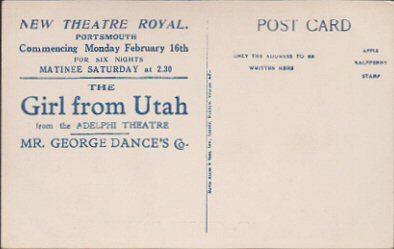 NEW THEATRE ROYAL.
PORTSMOUTH
Commencing Monday February 16th
FOR SIX NIGHTS
MATINEE SATURDAY at 2.30
THE
Girl from Utah
from the ADELPHI THEATRE
MR. GEORGE DANCE'S Co-
POST CARD
ONLY THE ADDRESS TO BE
WRITTEN HERE
APPLY
HALFPENNY
STAMP